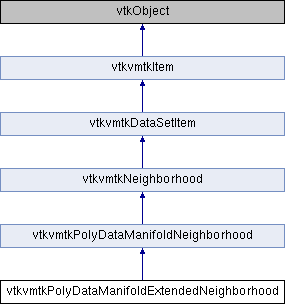 vtkObject
vtkvmtkItem
vtkvmtkDataSetItem
vtkvmtkNeighborhood
vtkvmtkPolyDataManifoldNeighborhood
vtkvmtkPolyDataManifoldExtendedNeighborhood